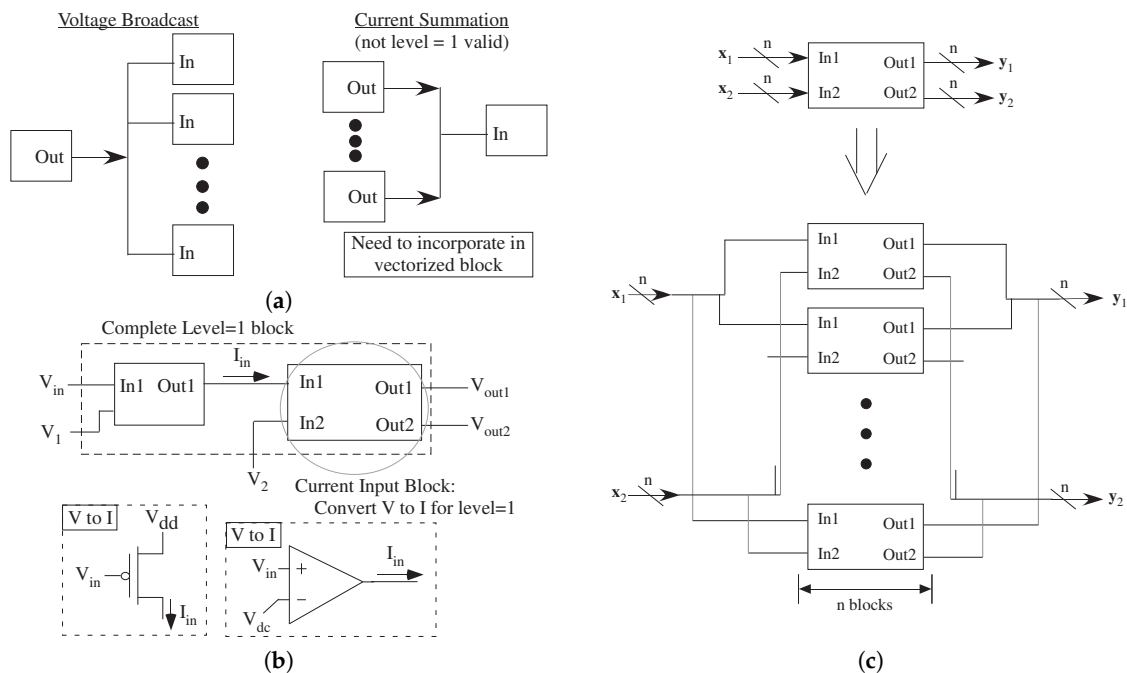 Voltage Broadcast
In
In
Out
In
Current Summation
(not level = 1 valid)
Out
In
Out
Need to incorporate in
vectorized block
(a)
Complete Level=1 block
I_in
V_in
In1 Out1
V_1
In1
Out1
V_out1
In2
Out2
V_out2
V_2
Current Input Block:
Convert V to I for level=1
V to I
V_dd
V_in
I_in
V to I
V_in
+
−
V_dc
I_in
(b)
n
n
x_1
In1
Out1
y_1
n
n
x_2
In2
Out2
y_2
In1
Out1
In2
Out2
n
x_1
n
y_1
In1
Out1
In2
Out2
n
x_2
n
y_2
In1
Out1
In2
Out2
n blocks
(c)